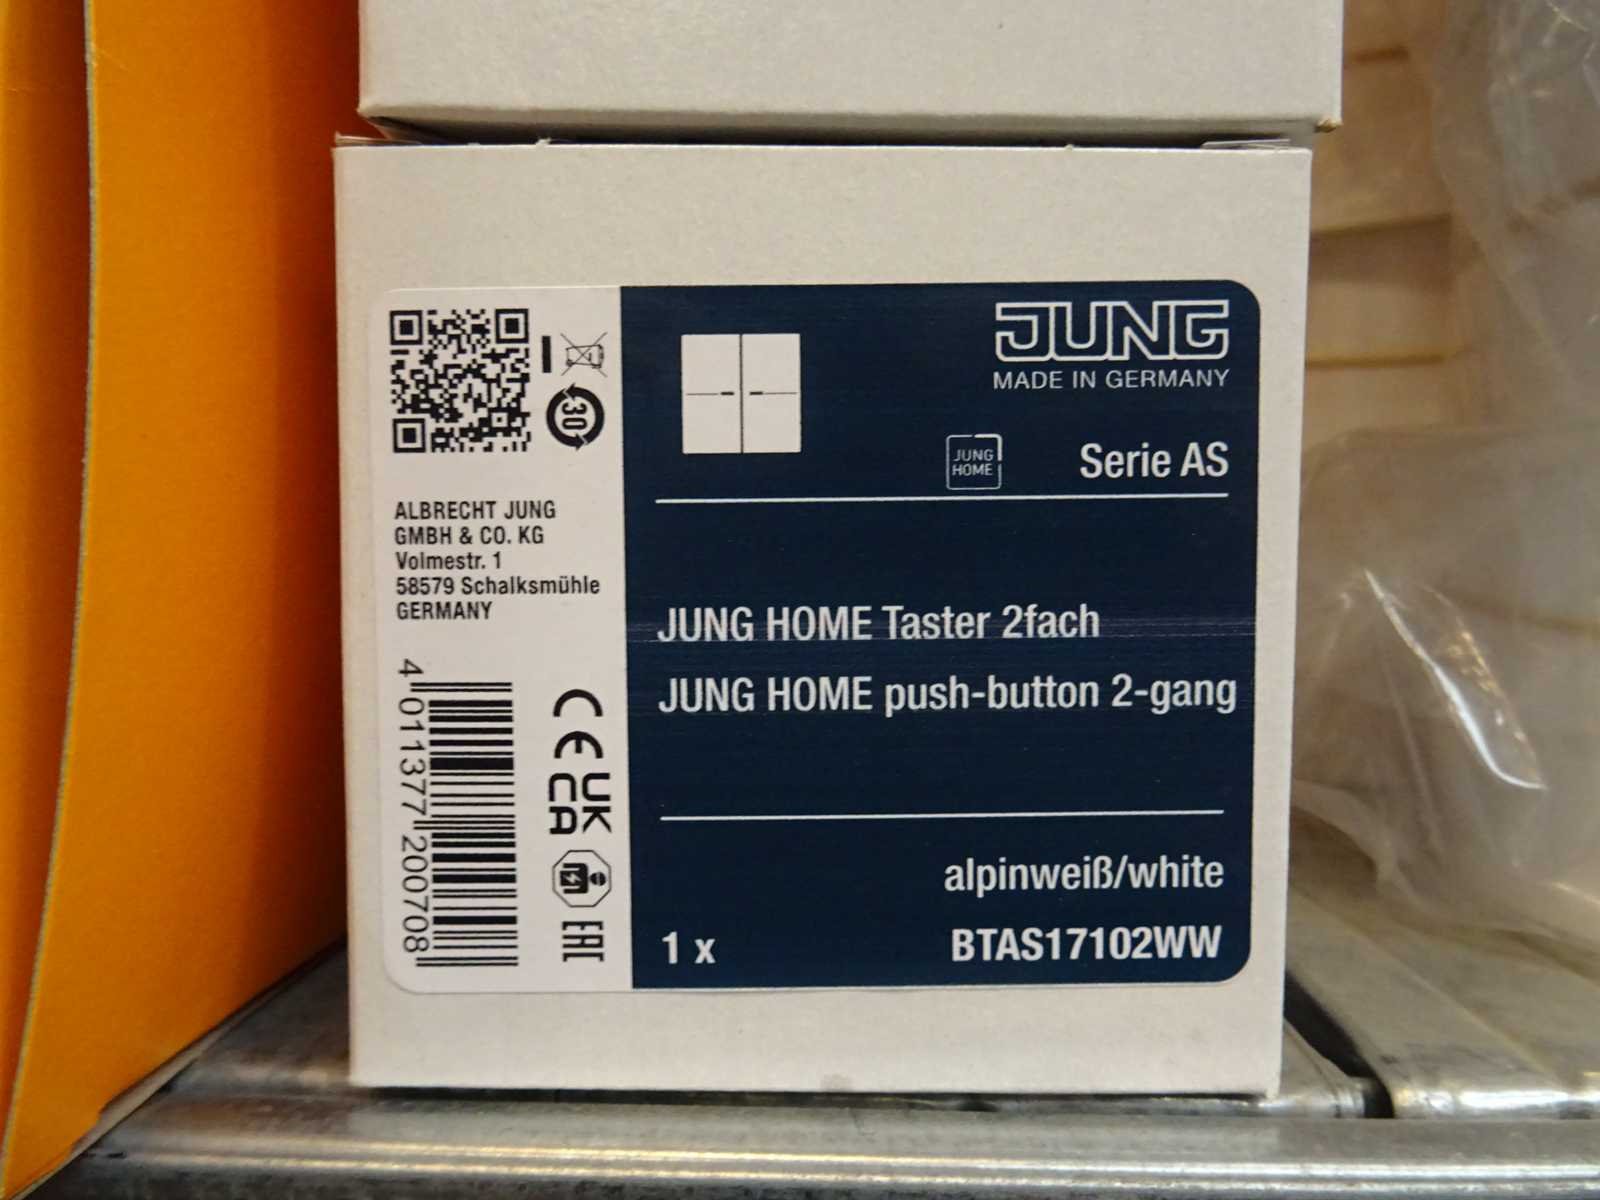 JUNG
MADE IN GERMANY
JUNG
HOME
Serie AS
30
ALBRECHT JUNG
GMBH & CO. KG
Volmestr. 1
58579 Schalksmühle
GERMANY
JUNG HOME Taster 2fach
JUNG HOME push-button 2-gang
4 011377 200708
CE
UK
CA
EAC
alpinweiß/white
1 x
BTAS17102WW